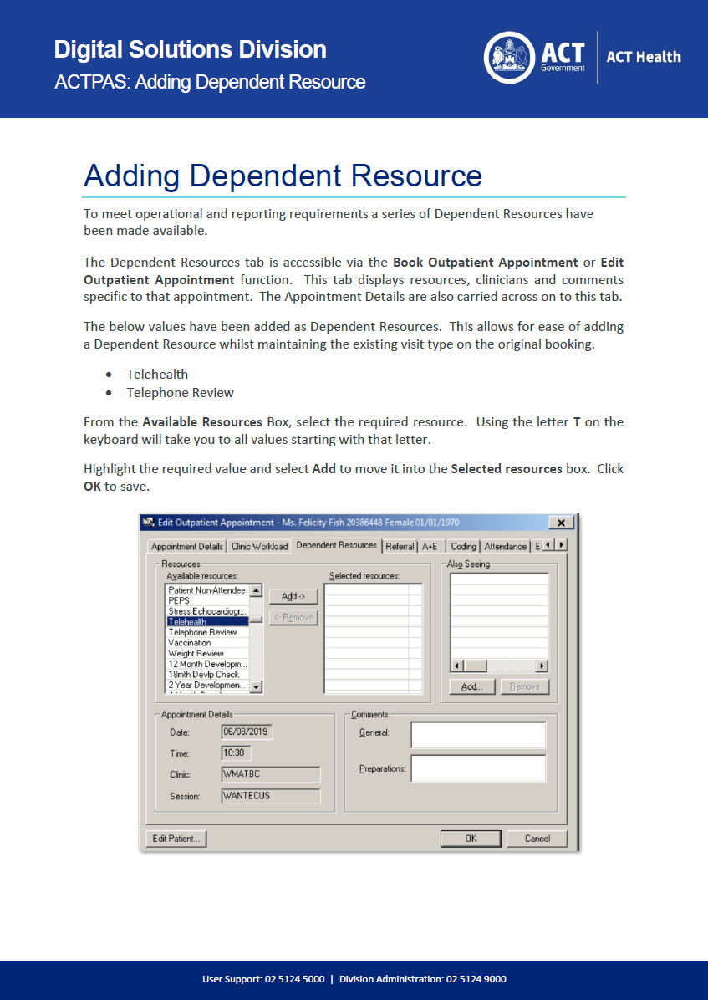 Digital Solutions Division
ACTPAS: Adding Dependent Resource
ACT
Government
ACT Health
Adding Dependent Resource
To meet operational and reporting requirements a series of Dependent Resources have
been made available.
The Dependent Resources tab is accessible via the Book Outpatient Appointment or Edit
Outpatient Appointment function. This tab displays resources, clinicians and comments
specific to that appointment. The Appointment Details are also carried across on to this tab.
The below values have been added as Dependent Resources. This allows for ease of adding
a Dependent Resource whilst maintaining the existing visit type on the original booking.
• Telehealth
• Telephone Review
From the Available Resources Box, select the required resource. Using the letter T on the
keyboard will take you to all values starting with that letter.
Highlight the required value and select Add to move it into the Selected resources box. Click
OK to save.
Edit Outpatient Appointment - Ms. Felicity Fish 20386448 Female 01/01/1970
Appointment Details Clinic Workload Dependent Resources Referral A+E Coding Attendance
Resources
Available resources:
Patient Non-Attendee
PEPS
Stress Echocardiogr...
Telehealth
Telephone Review
Vaccination
Weight Review
12 Month Developm...
18mth Devlp Check
2 Year Developmen...
Add ->
<- Remove
Selected resources:
Also Seeing
Add...
Remove
Appointment Details
Date: 06/08/2019
Time: 10:30
Clinic: WMATBC
Session: WANTECUS
Comments
General:
Preparations:
Edit Patient...
OK
Cancel
User Support: 02 5124 5000 | Division Administration: 02 5124 9000